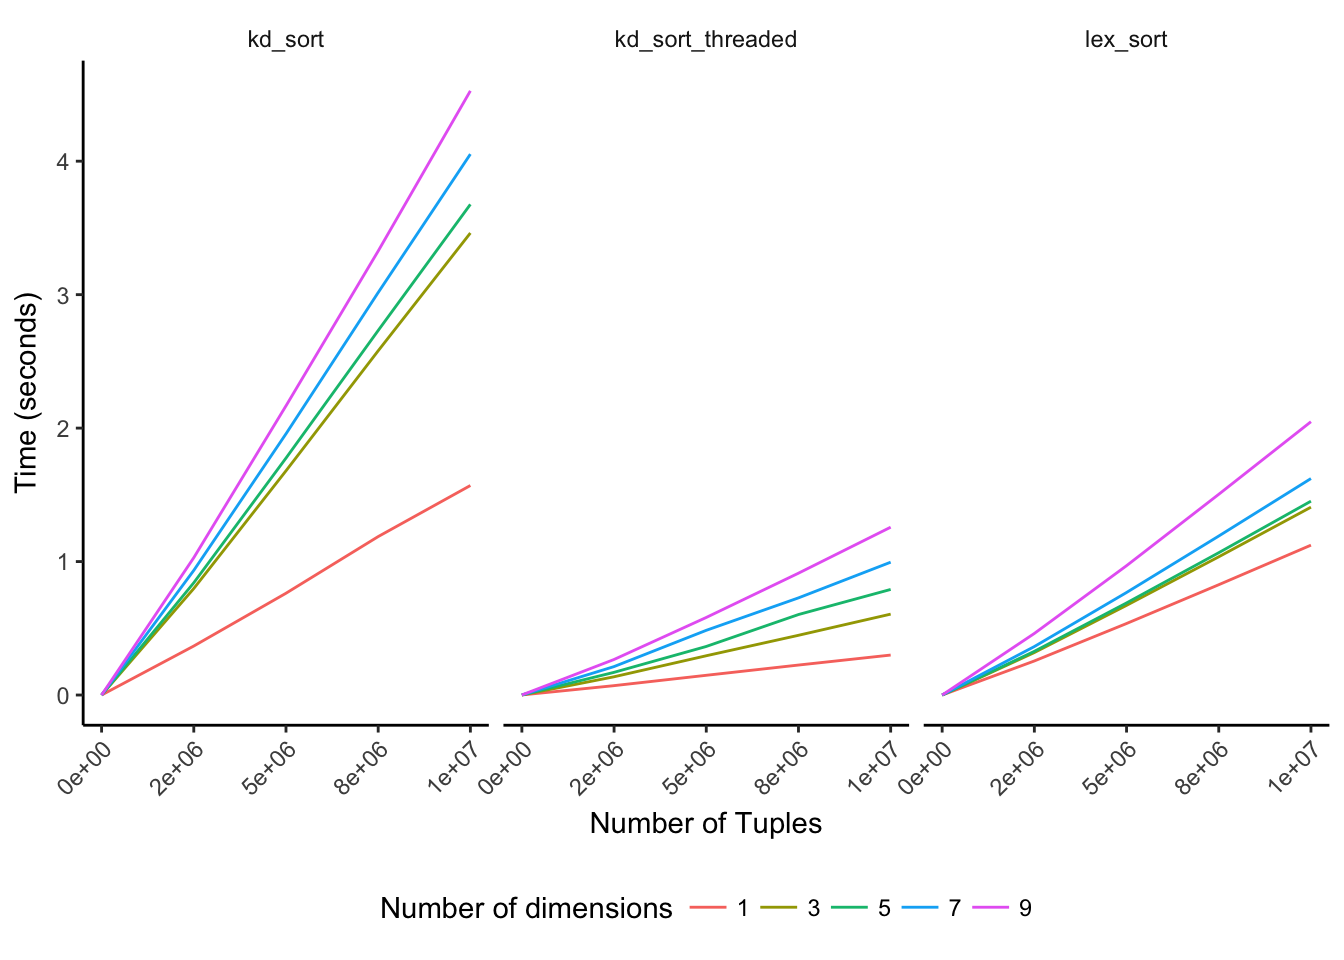 kd_sort kd_sort_threaded lex_sort
Time (seconds)
4
3
2
1
0
0e+00 2e+06 5e+06 8e+06 1e+07 0e+00 2e+06 5e+06 8e+06 1e+07 0e+00 2e+06 5e+06 8e+06 1e+07
Number of Tuples
Number of dimensions 1 3 5 7 9